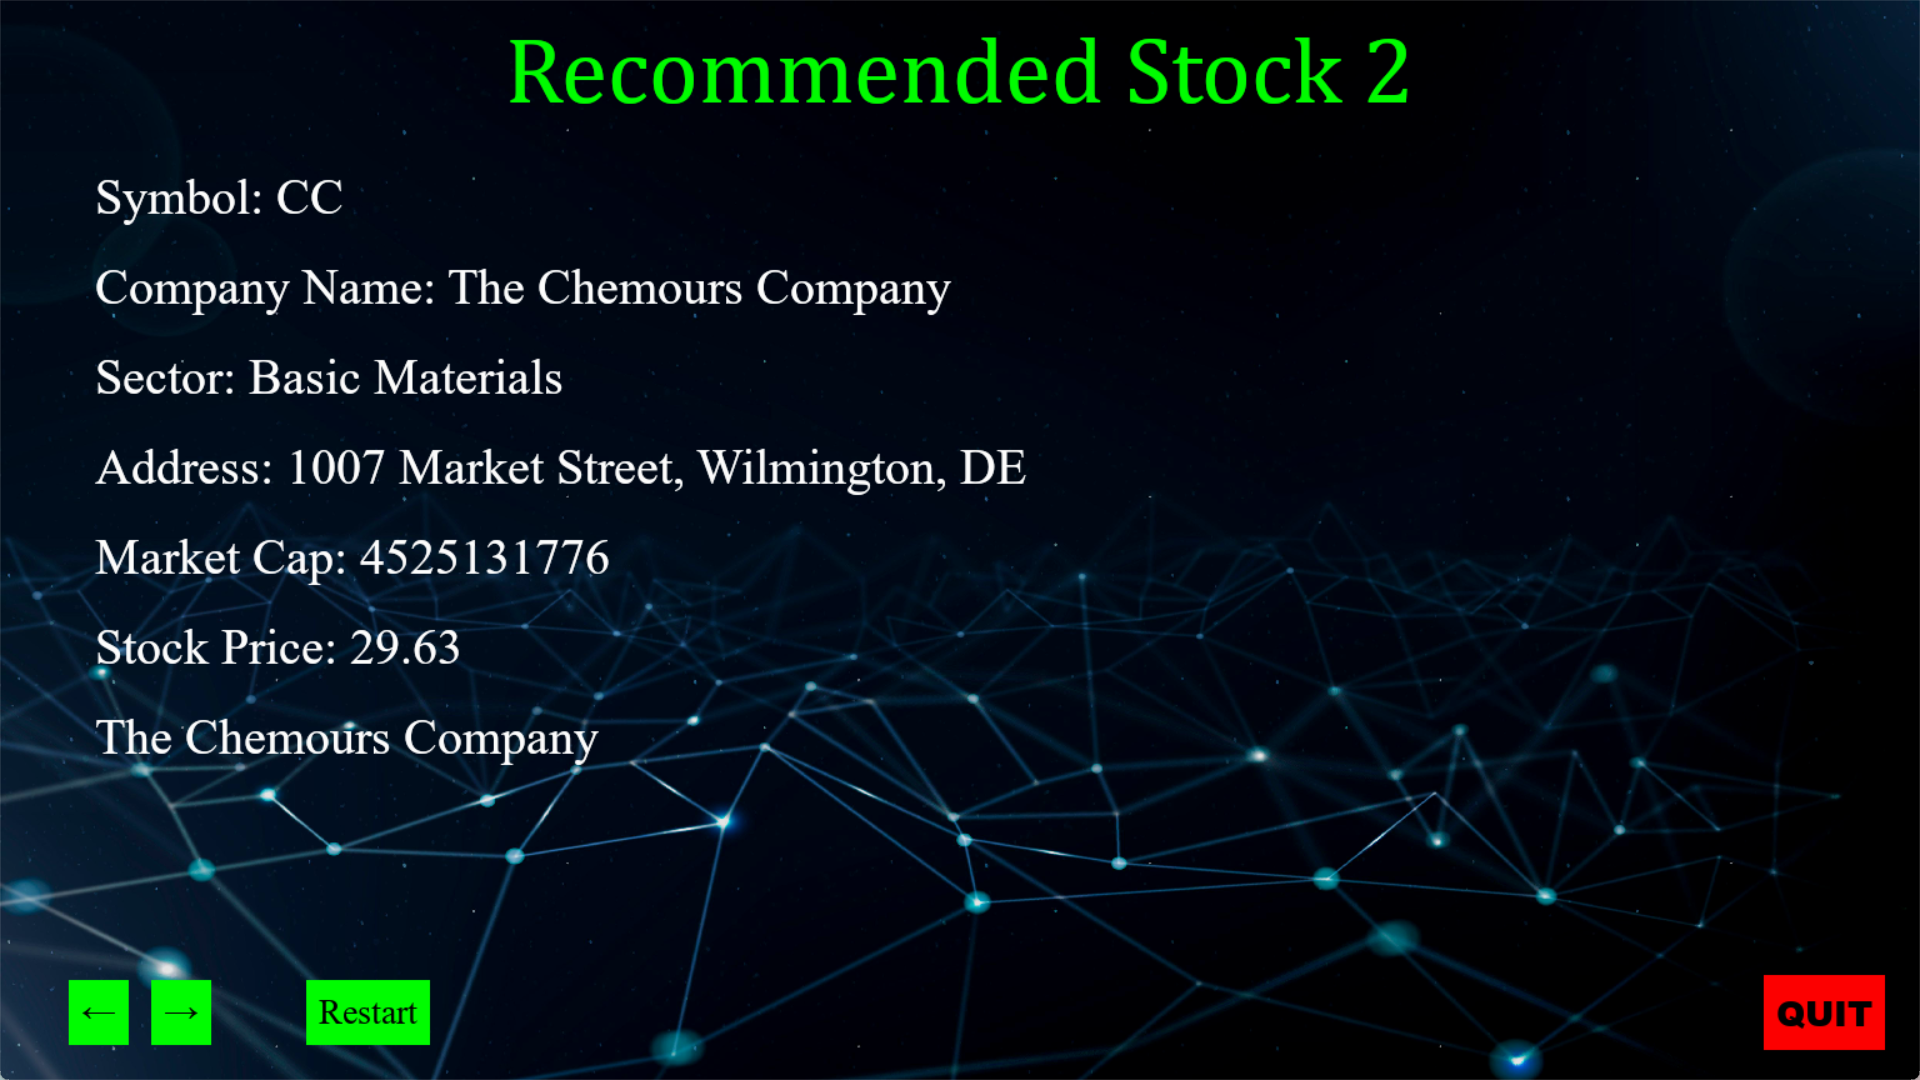 Recommended Stock 2
Symbol: CC
Company Name: The Chemours Company
Sector: Basic Materials
Address: 1007 Market Street, Wilmington, DE
Market Cap: 4525131776
Stock Price: 29.63
The Chemours Company
← → Restart QUIT